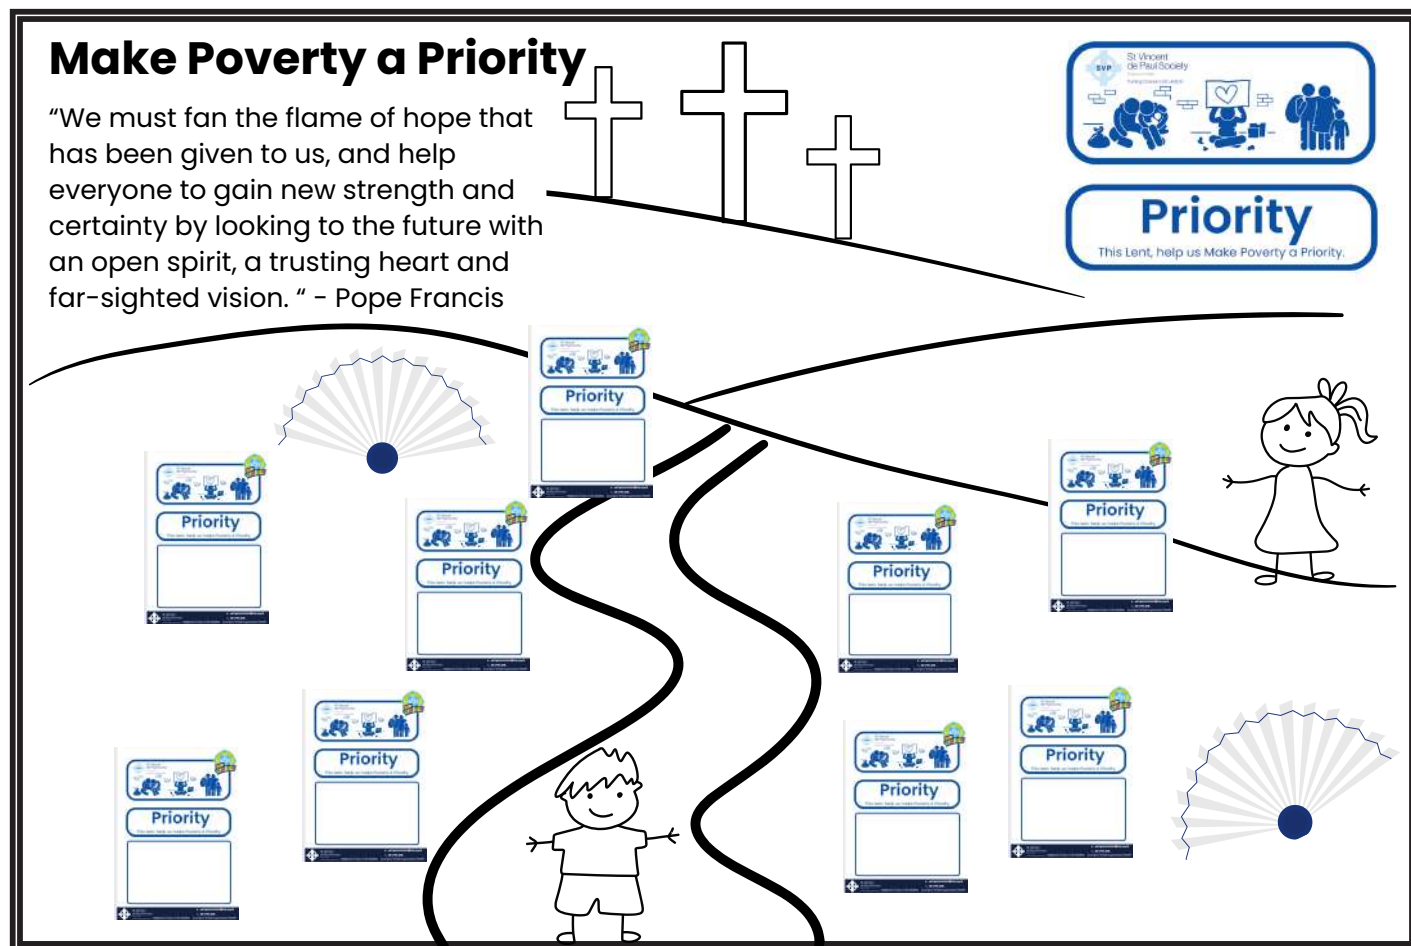 Make Poverty a Priority
“We must fan the flame of hope that
has been given to us, and help
everyone to gain new strength and
certainty by looking to the future with
an open spirit, a trusting heart and
far-sighted vision. “ - Pope Francis
SVP
St Vincent
de Paul Society
Priority
This Lent, help us Make Poverty a Priority.
Priority
Priority
Priority
Priority
Priority
Priority
Priority
Priority
Priority